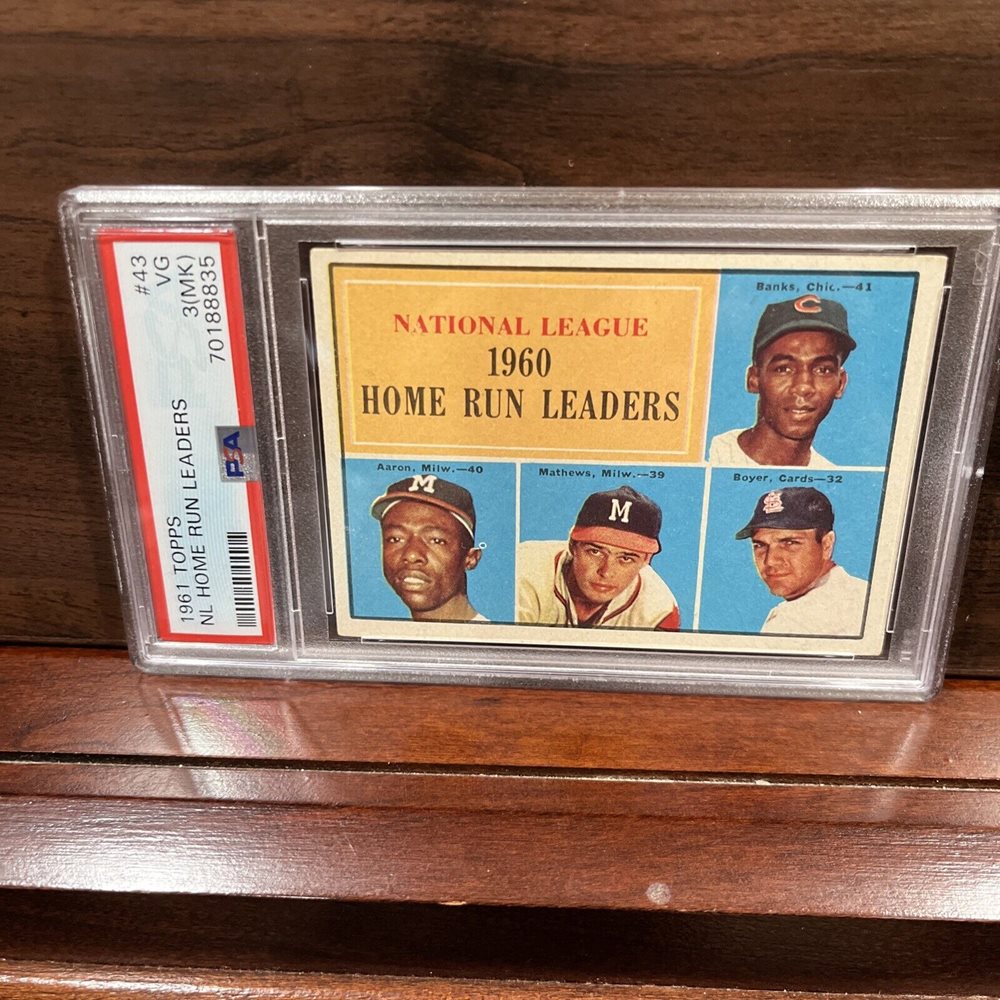 1961 TOPPS
NL HOME RUN LEADERS
#43
VG
3(MK)
70188835
PSA
NATIONAL LEAGUE
1960
HOME RUN LEADERS
Banks, Chic.—41
C
Aaron, Milw.—40
M
Mathews, Milw.—39
M
Boyer, Cards—32
STL